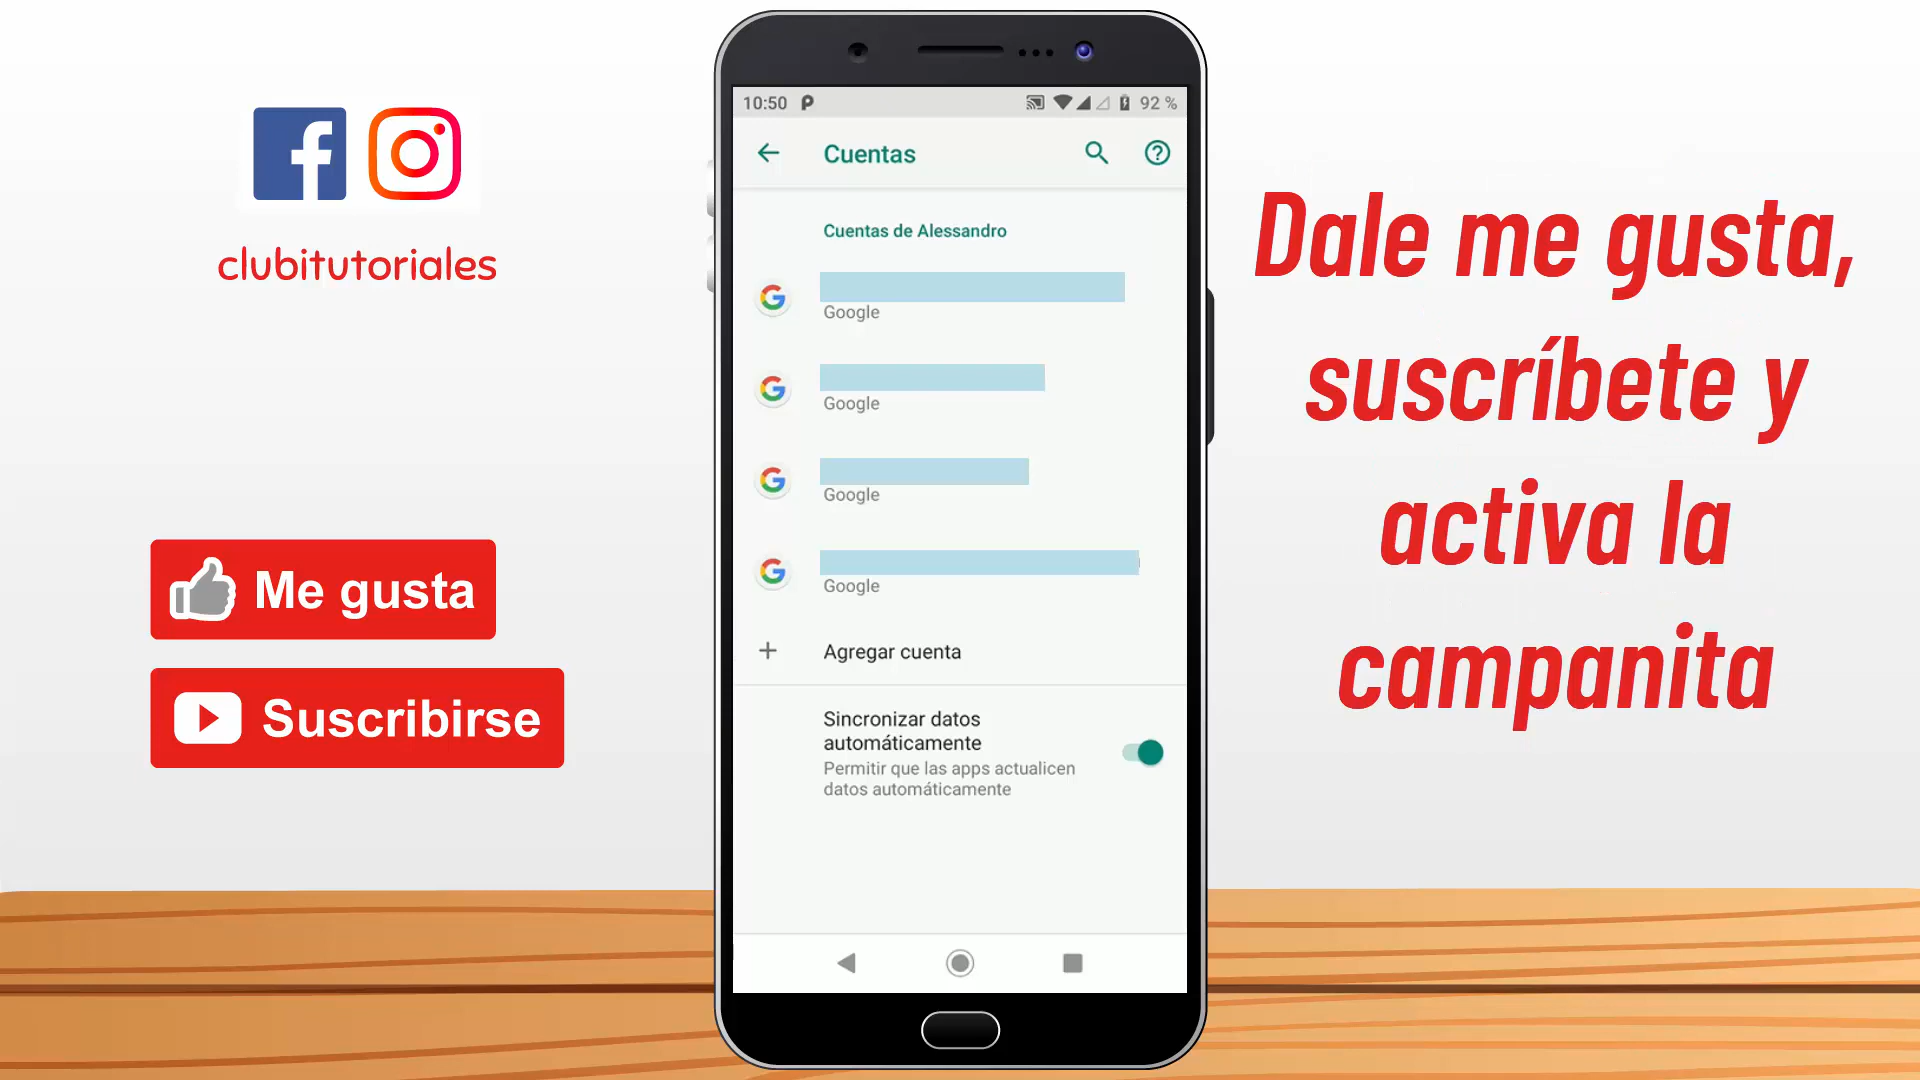 clubitutoriales
Me gusta
Suscribirse
10:50
92 %
Cuentas
Cuentas de Alessandro
Google
Google
Google
Google
Agregar cuenta
Sincronizar datos
automáticamente
Permitir que las apps actualicen
datos automáticamente
Dale me gusta,
suscríbete y
activa la
campanita